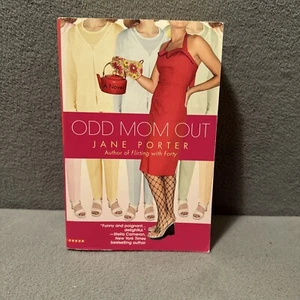 A Novel
ODD MOM OUT
JANE PORTER
Author of Flirting with Forty
"Funny and poignant,
delightful."
—Stella Cameron,
New York Times
bestselling author